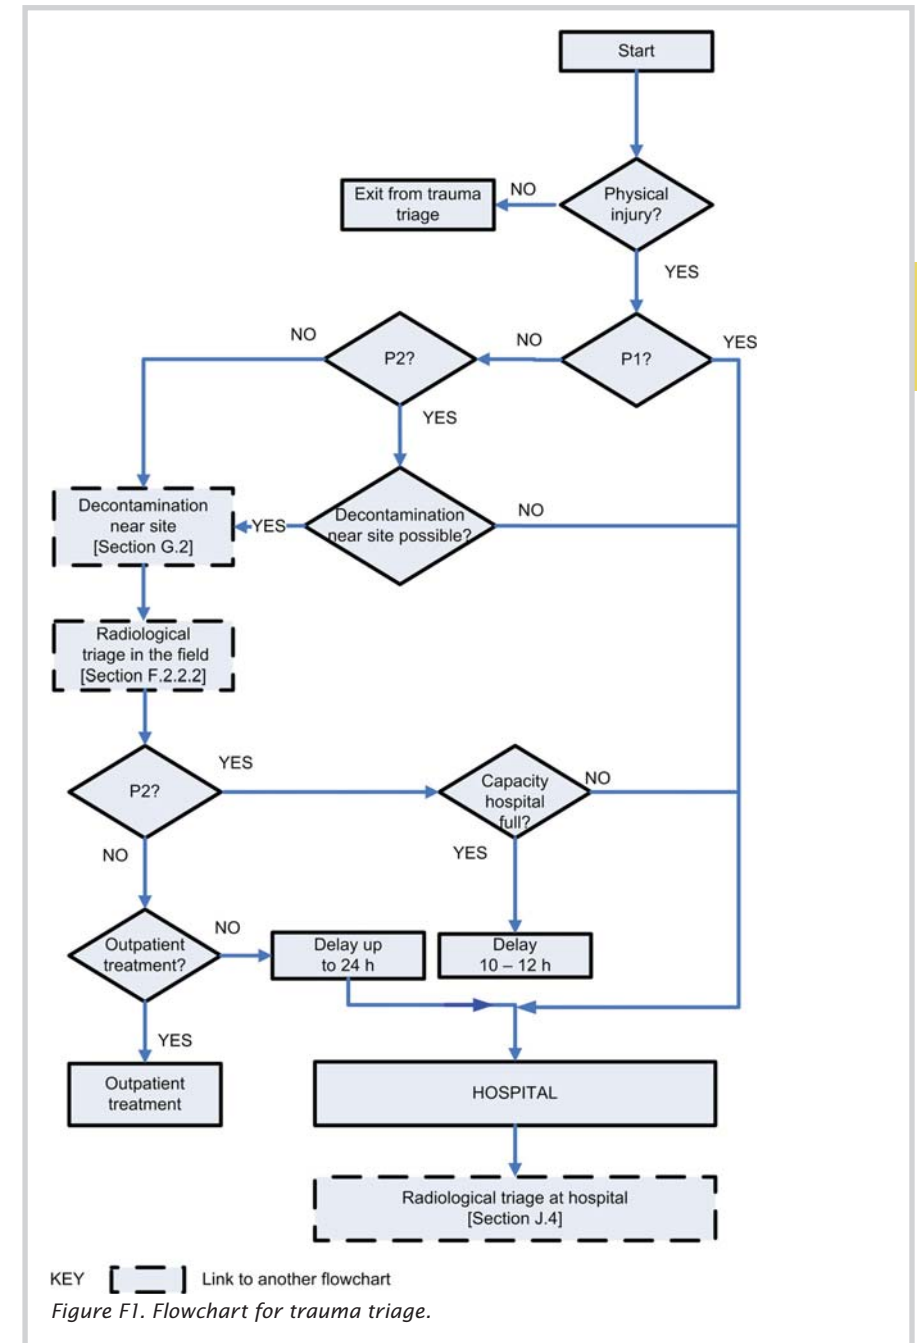 Start
Physical
injury?
NO
Exit from trauma
triage
YES
P1?
YES
NO
P2?
NO
YES
Decontamination
near site possible?
NO
YES
Decontamination
near site
[Section G.2]
Radiological
triage in the field
[Section F.2.2.2]
P2?
YES
Capacity
hospital
full?
NO
YES
NO
Outpatient
treatment?
NO
Delay up
to 24 h
Delay
10 – 12 h
YES
Outpatient
treatment
HOSPITAL
Radiological triage at hospital
[Section J.4]
KEY
Link to another flowchart
Figure F1. Flowchart for trauma triage.